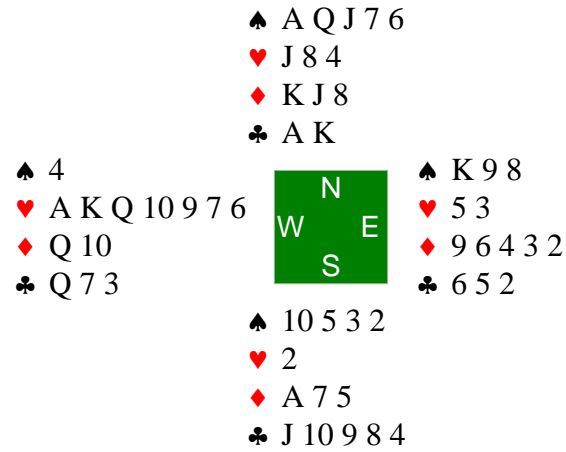 ♠ A Q J 7 6
♥ J 8 4
♦ K J 8
♣ A K
♠ 4
♥ A K Q 10 9 7 6
♦ Q 10
♣ Q 7 3
N
W E
S
♠ K 9 8
♥ 5 3
♦ 9 6 4 3 2
♣ 6 5 2
♠ 10 5 3 2
♥ 2
♦ A 7 5
♣ J 10 9 8 4